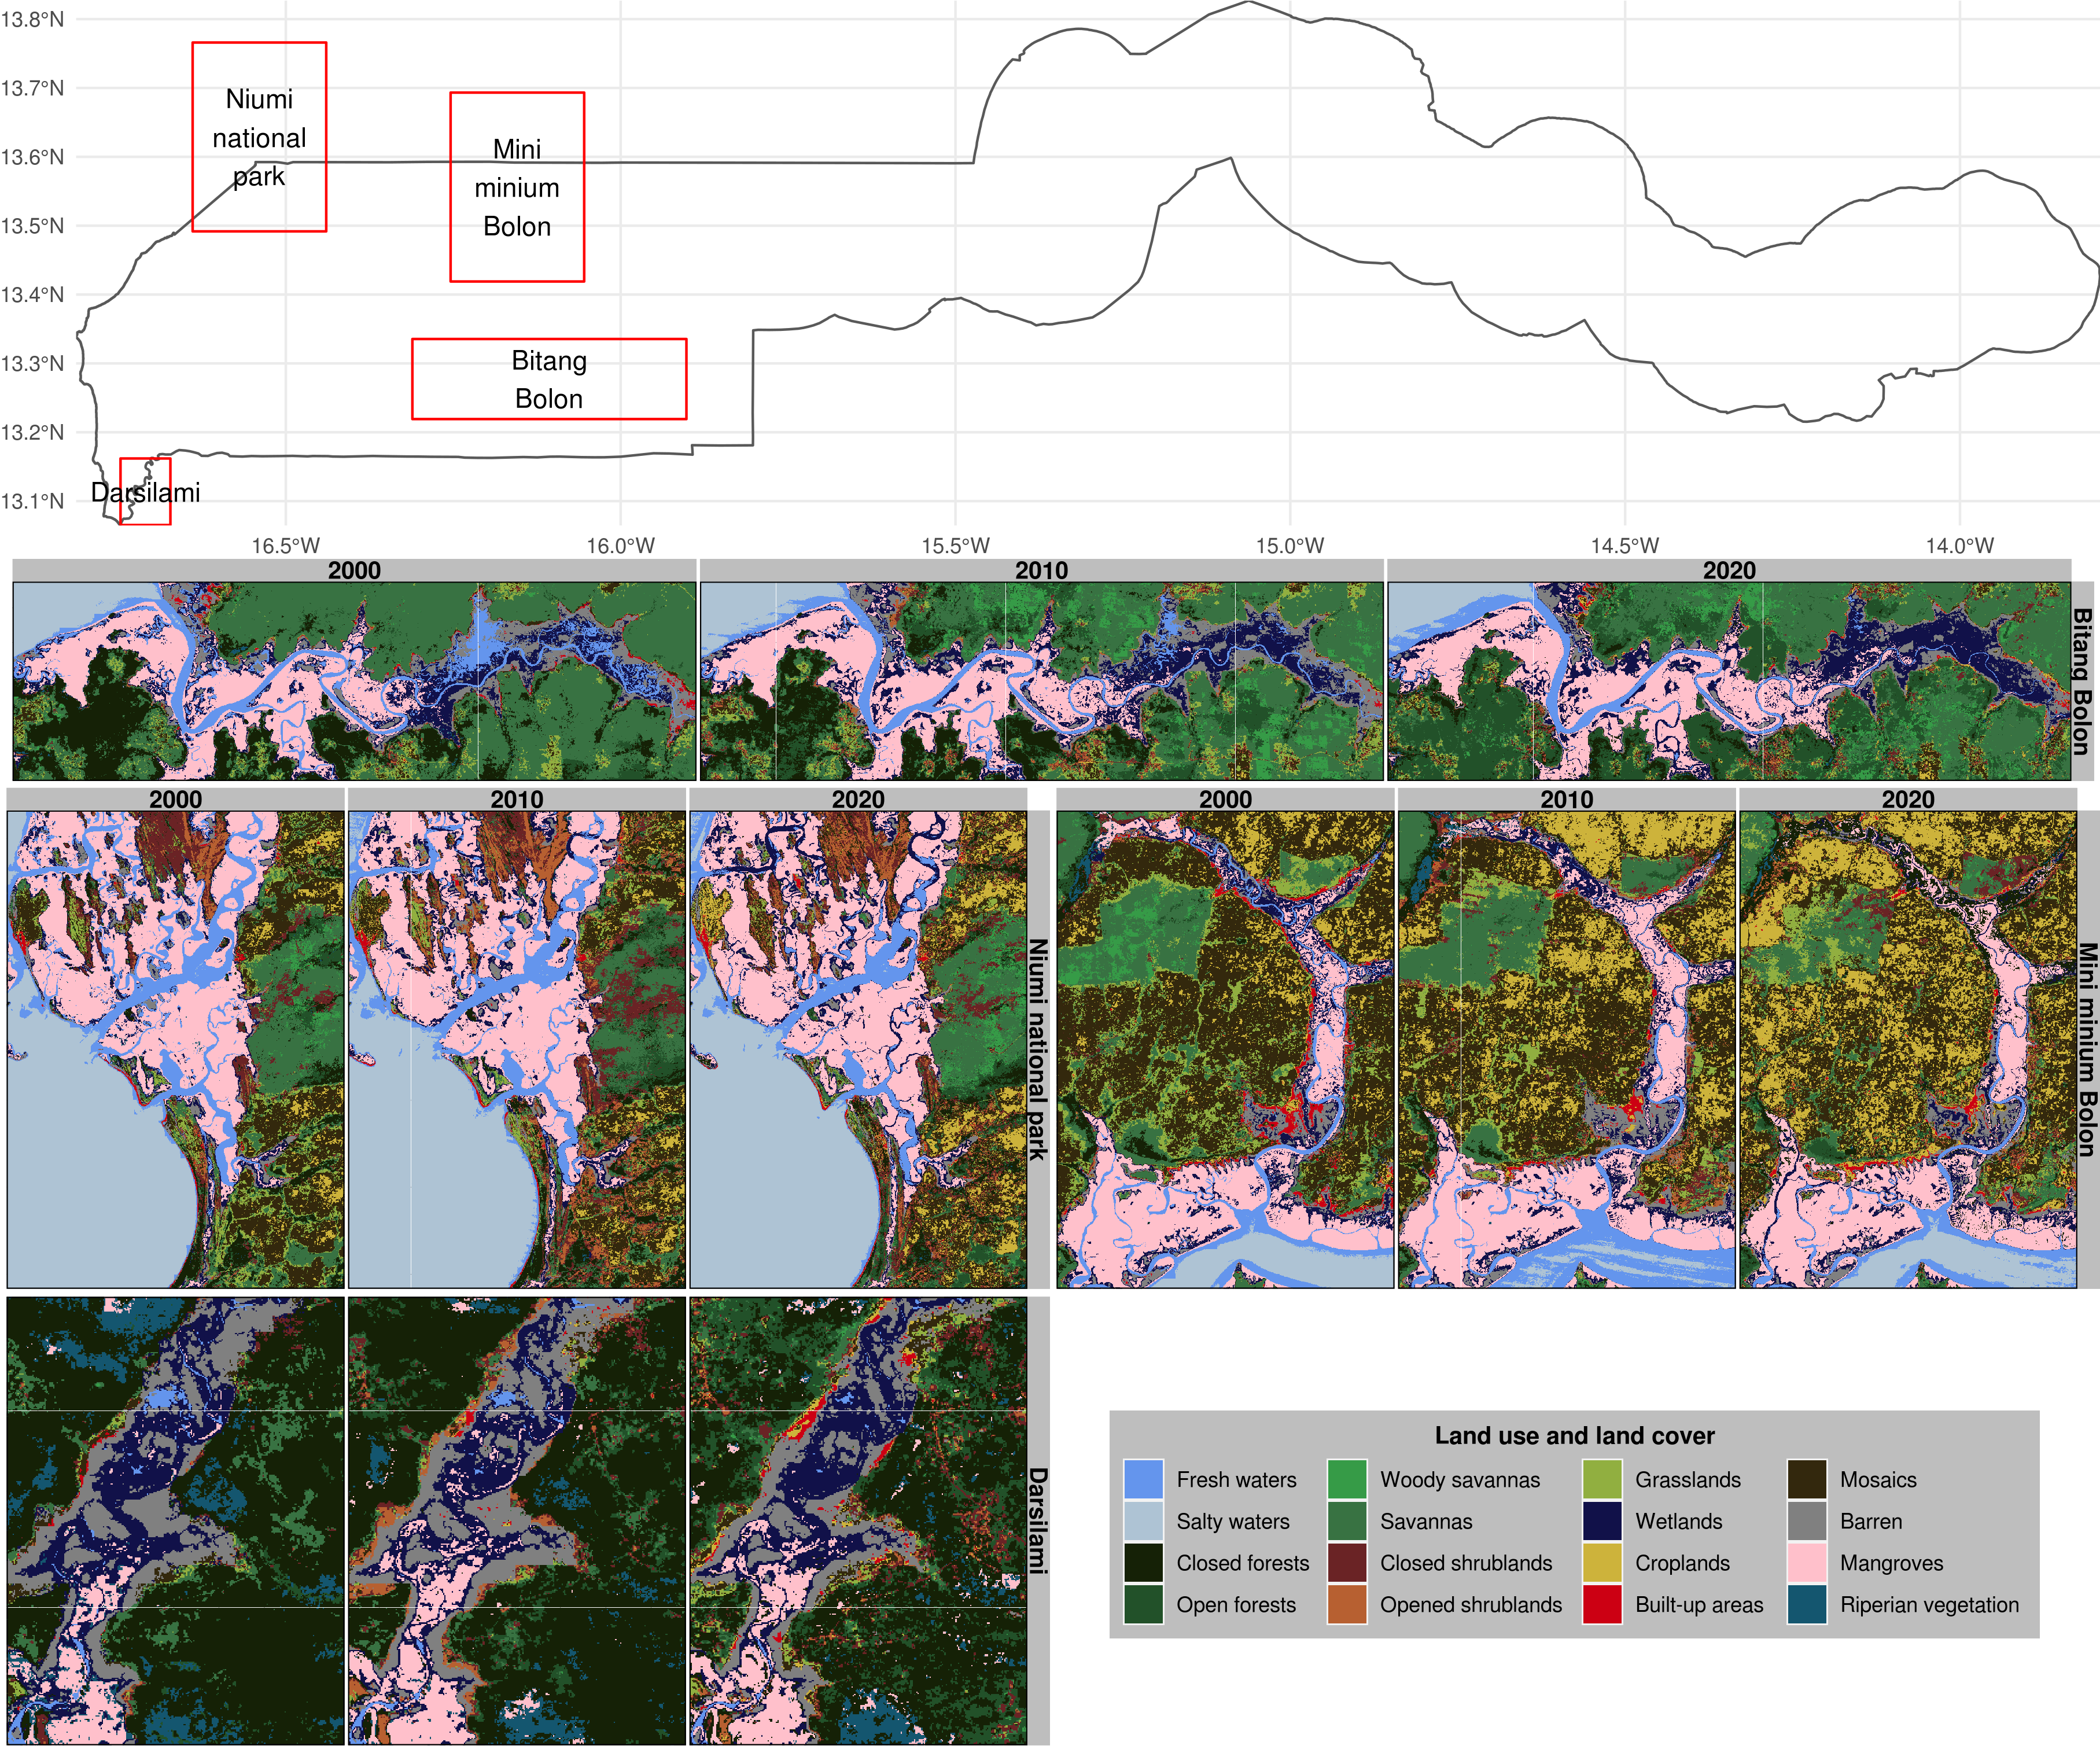 13.8°N
13.7°N
13.6°N
13.5°N
13.4°N
13.3°N
13.2°N
13.1°N
Niumi
national
park
Mini
minium
Bolon
Bitang
Bolon
Darsilami
16.5°W
16.0°W
15.5°W
15.0°W
14.5°W
14.0°W
2000
2010
2020
Bitang Bolon
2000
2010
2020
Niumi national park
2000
2010
2020
Mini minium Bolon
Darsilami
Land use and land cover
Fresh waters
Salty waters
Closed forests
Open forests
Woody savannas
Savannas
Closed shrublands
Opened shrublands
Grasslands
Wetlands
Croplands
Built-up areas
Mosaics
Barren
Mangroves
Riperian vegetation